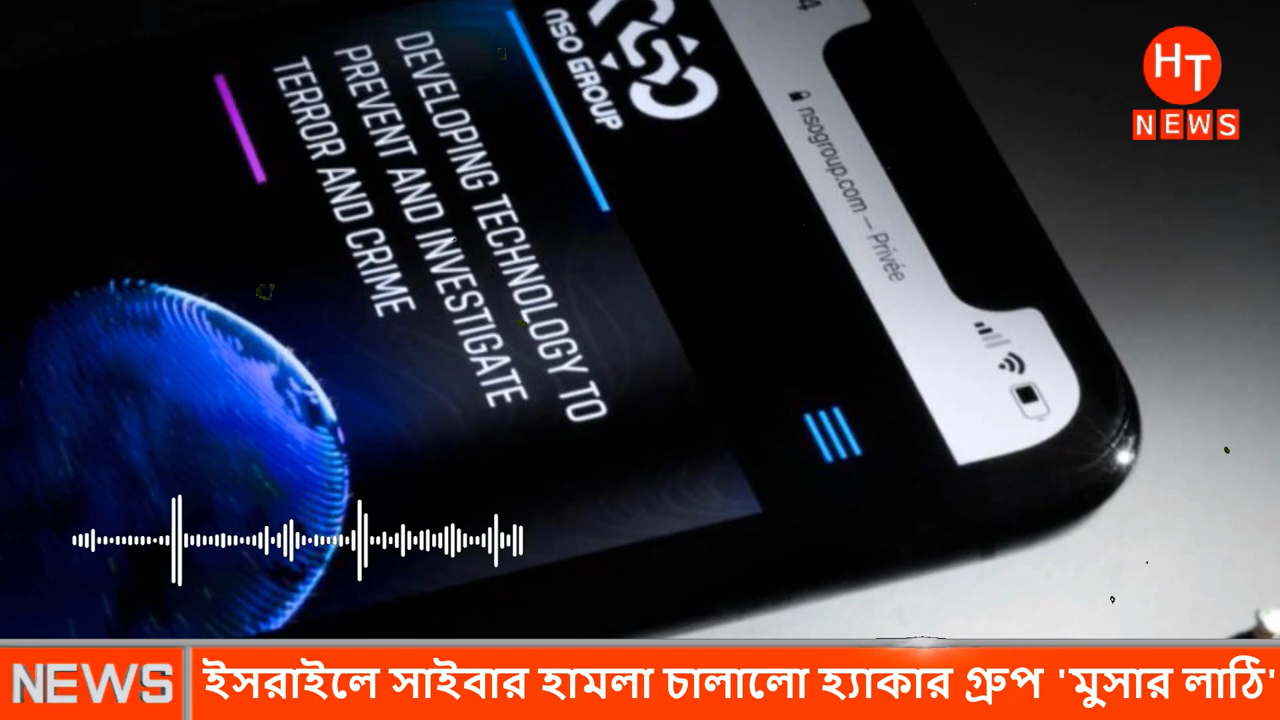 HT
NEWS
4
nsogroup.com — Privée
NSO GROUP
DEVELOPING TECHNOLOGY TO
PREVENT AND INVESTIGATE
TERROR AND CRIME
NEWS
ইসরাইলে সাইবার হামলা চালালো হ্যাকার গ্রুপ 'মুসার লাঠি'